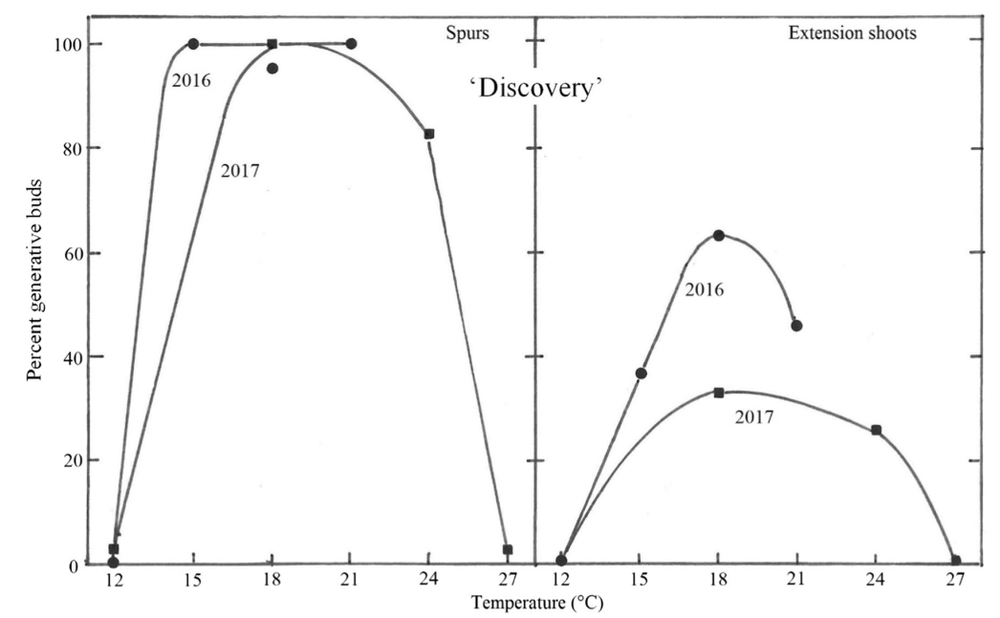 Spurs
Extension shoots
‘Discovery’
Percent generative buds
100
80
60
40
20
0
2016
2017
2016
2017
12 15 18 21 24 27
12 15 18 21 24 27
Temperature (°C)